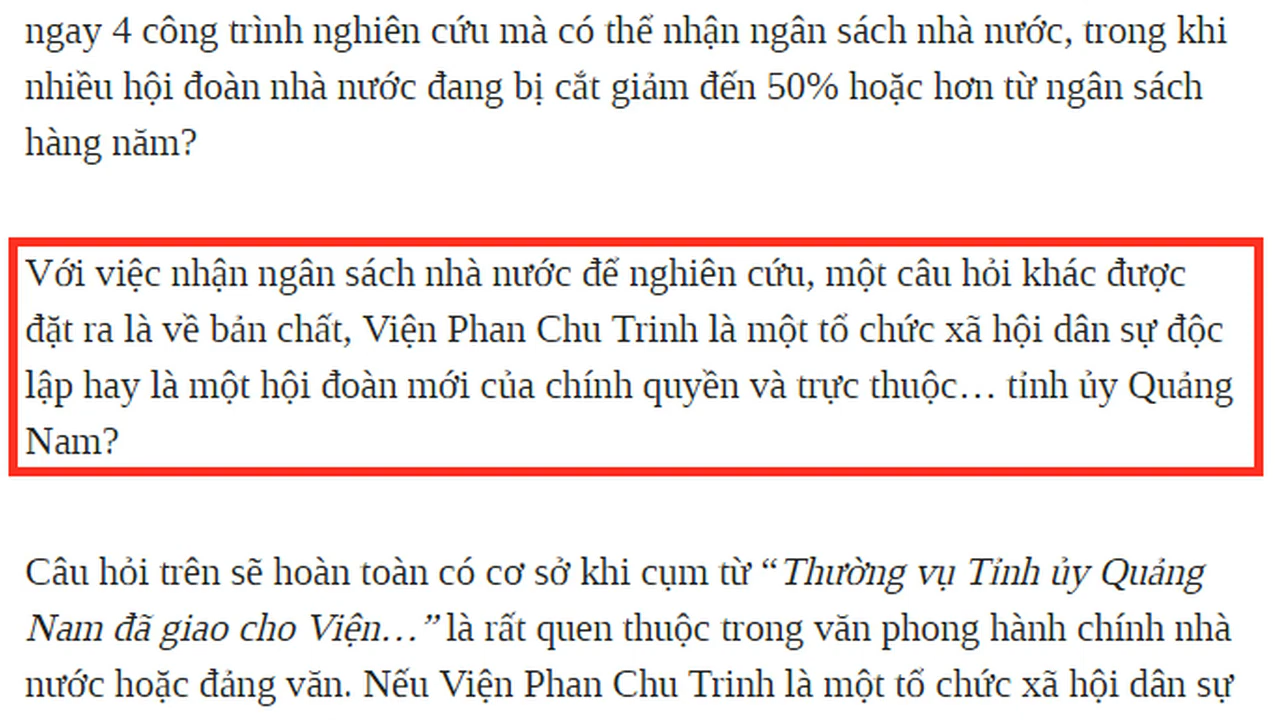 ngay 4 công trình nghiên cứu mà có thể nhận ngân sách nhà nước, trong khi
nhiều hội đoàn nhà nước đang bị cắt giảm đến 50% hoặc hơn từ ngân sách
hàng năm?
Với việc nhận ngân sách nhà nước để nghiên cứu, một câu hỏi khác được
đặt ra là về bản chất, Viện Phan Chu Trinh là một tổ chức xã hội dân sự độc
lập hay là một hội đoàn mới của chính quyền và trực thuộc… tỉnh ủy Quảng
Nam?
Câu hỏi trên sẽ hoàn toàn có cơ sở khi cụm từ “Thường vụ Tỉnh ủy Quảng
Nam đã giao cho Viện…” là rất quen thuộc trong văn phong hành chính nhà
nước hoặc đảng văn. Nếu Viện Phan Chu Trinh là một tổ chức xã hội dân sự